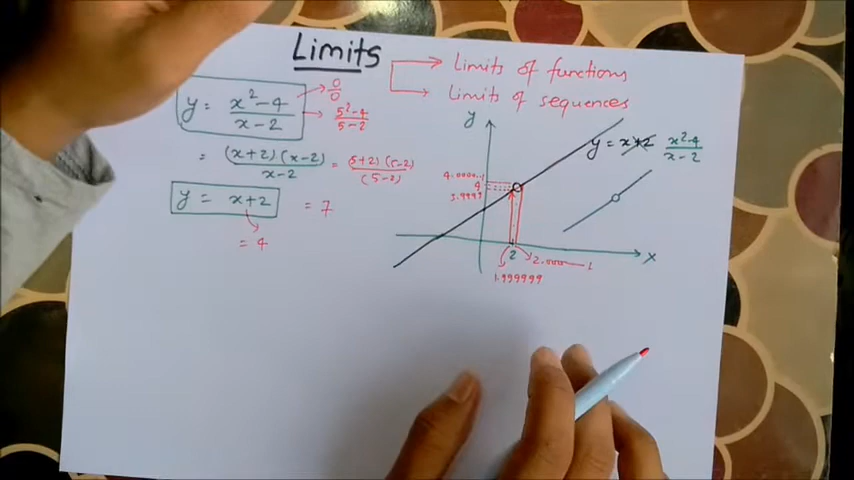 Limits
Limits of functions
Limits of sequences
y = x²-4 / x-2
0/0
5²-4 / 5-2
= (x+2)(x-2) / x-2 = (5+2)(5-2) / (5-2)
y = x+2 = 7
= 4
y
y = x+2 x²-4 / x-2
4.0000..1
4
3.9999
2
x
2.000—1
1.999999